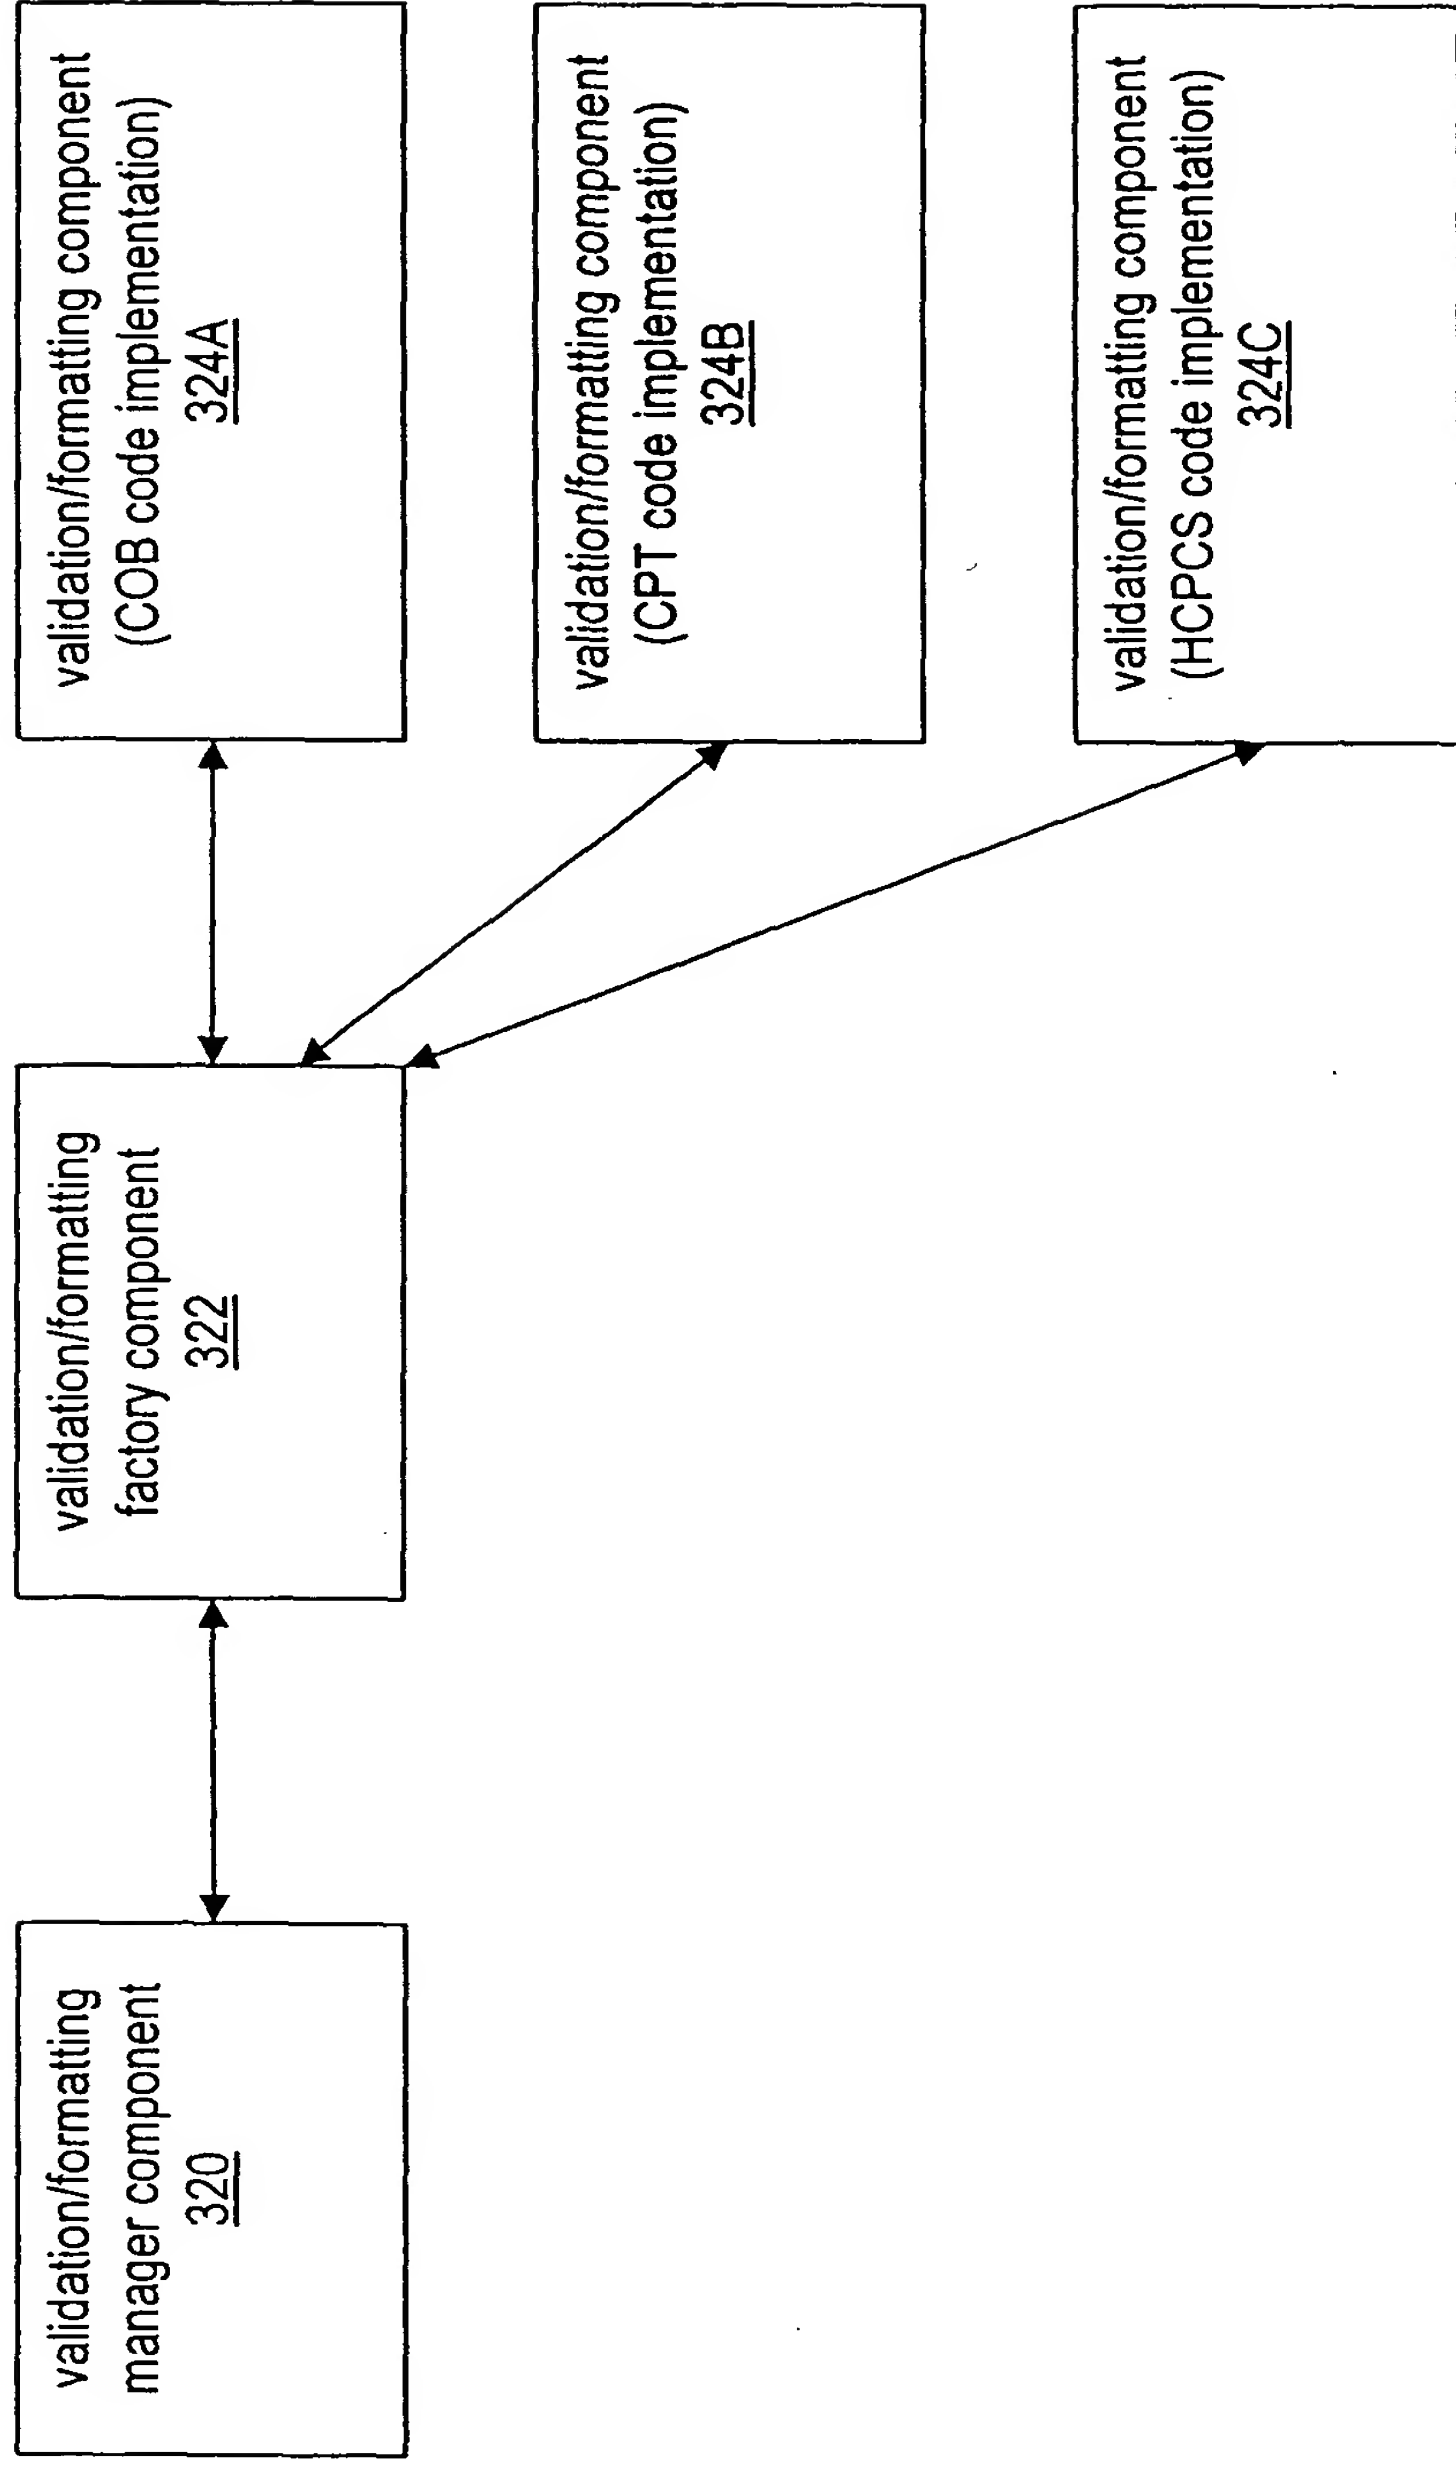 validation/formatting
manager component
320
validation/formatting
factory component
322
validation/formatting component
(COB code implementation)
324A
validation/formatting component
(CPT code implementation)
324B
validation/formatting component
(HCPCS code implementation)
324C